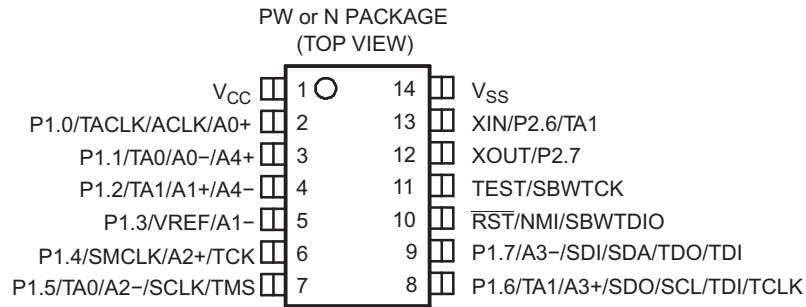 PW or N PACKAGE
(TOP VIEW)
VCC 1 14 VSS
P1.0/TACLK/ACLK/A0+ 2 13 XIN/P2.6/TA1
P1.1/TA0/A0−/A4+ 3 12 XOUT/P2.7
P1.2/TA1/A1+/A4− 4 11 TEST/SBWTCK
P1.3/VREF/A1− 5 10 RST/NMI/SBWTDIO
P1.4/SMCLK/A2+/TCK 6 9 P1.7/A3−/SDI/SDA/TDO/TDI
P1.5/TA0/A2−/SCLK/TMS 7 8 P1.6/TA1/A3+/SDO/SCL/TDI/TCLK